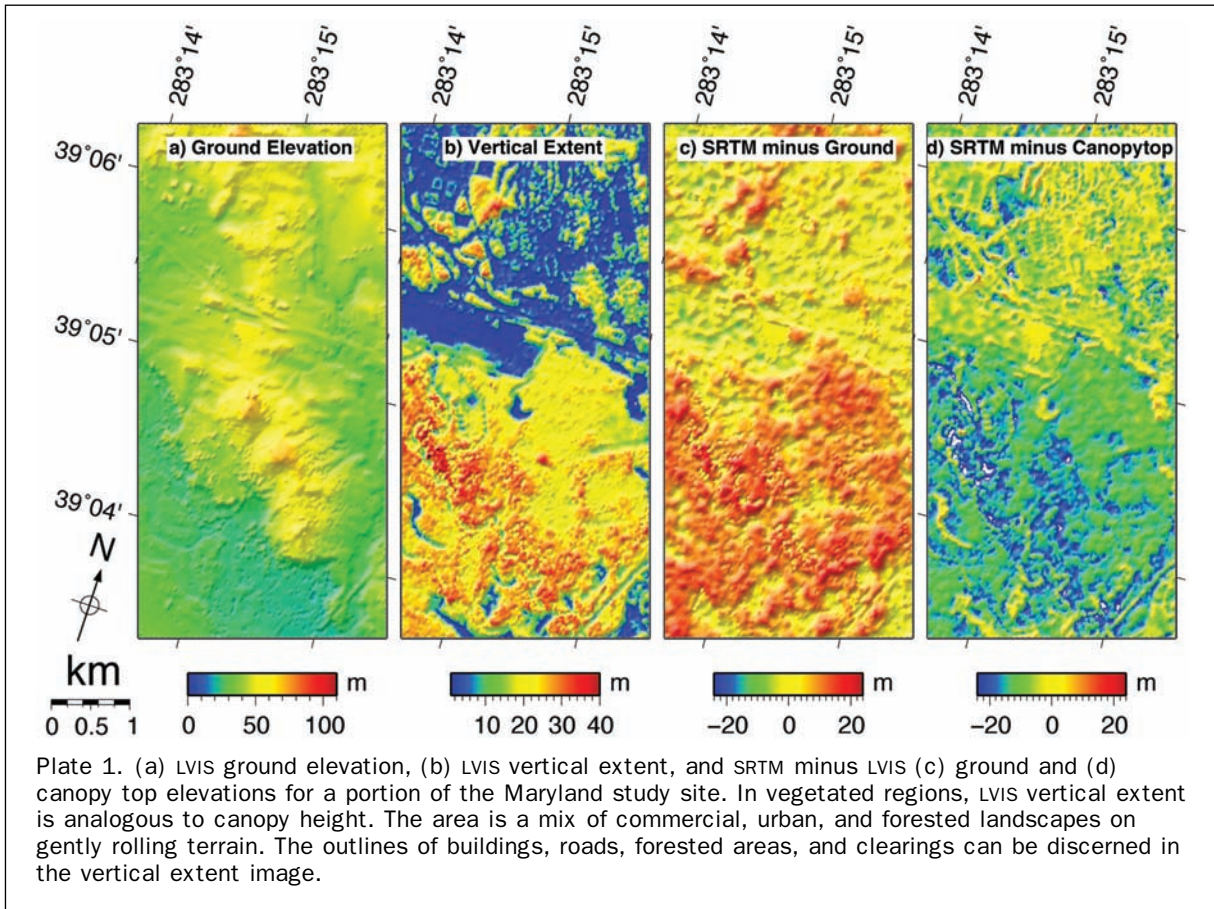 283°14' 283°15' 283°14' 283°15' 283°14' 283°15' 283°14' 283°15'
a) Ground Elevation b) Vertical Extent c) SRTM minus Ground d) SRTM minus Canopytop
39°06'
39°05'
39°04'
N
km
0 0.5 1
m m m m
0 50 100 10 20 30 40 −20 0 20 −20 0 20
Plate 1. (a) LVIS ground elevation, (b) LVIS vertical extent, and SRTM minus LVIS (c) ground and (d)
canopy top elevations for a portion of the Maryland study site. In vegetated regions, LVIS vertical extent
is analogous to canopy height. The area is a mix of commercial, urban, and forested landscapes on
gently rolling terrain. The outlines of buildings, roads, forested areas, and clearings can be discerned in
the vertical extent image.